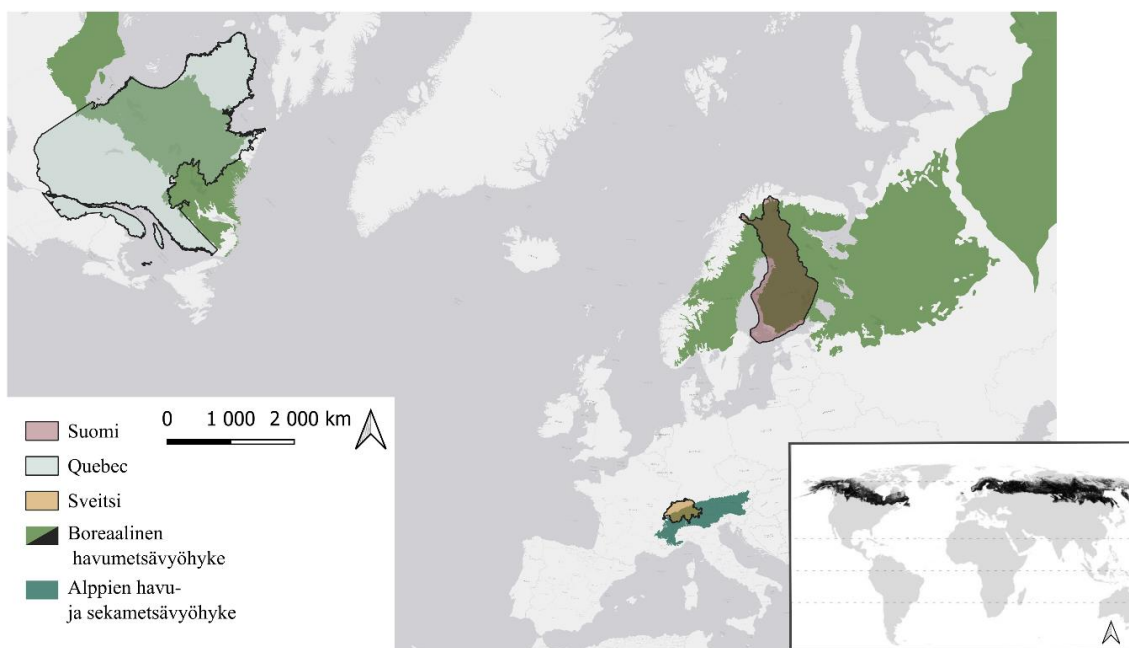 0 1 000 2 000 km
Suomi
Quebec
Sveitsi
Boreaalinen
havumetsävyöhyke
Alppien havu-
ja sekametsävyöhyke